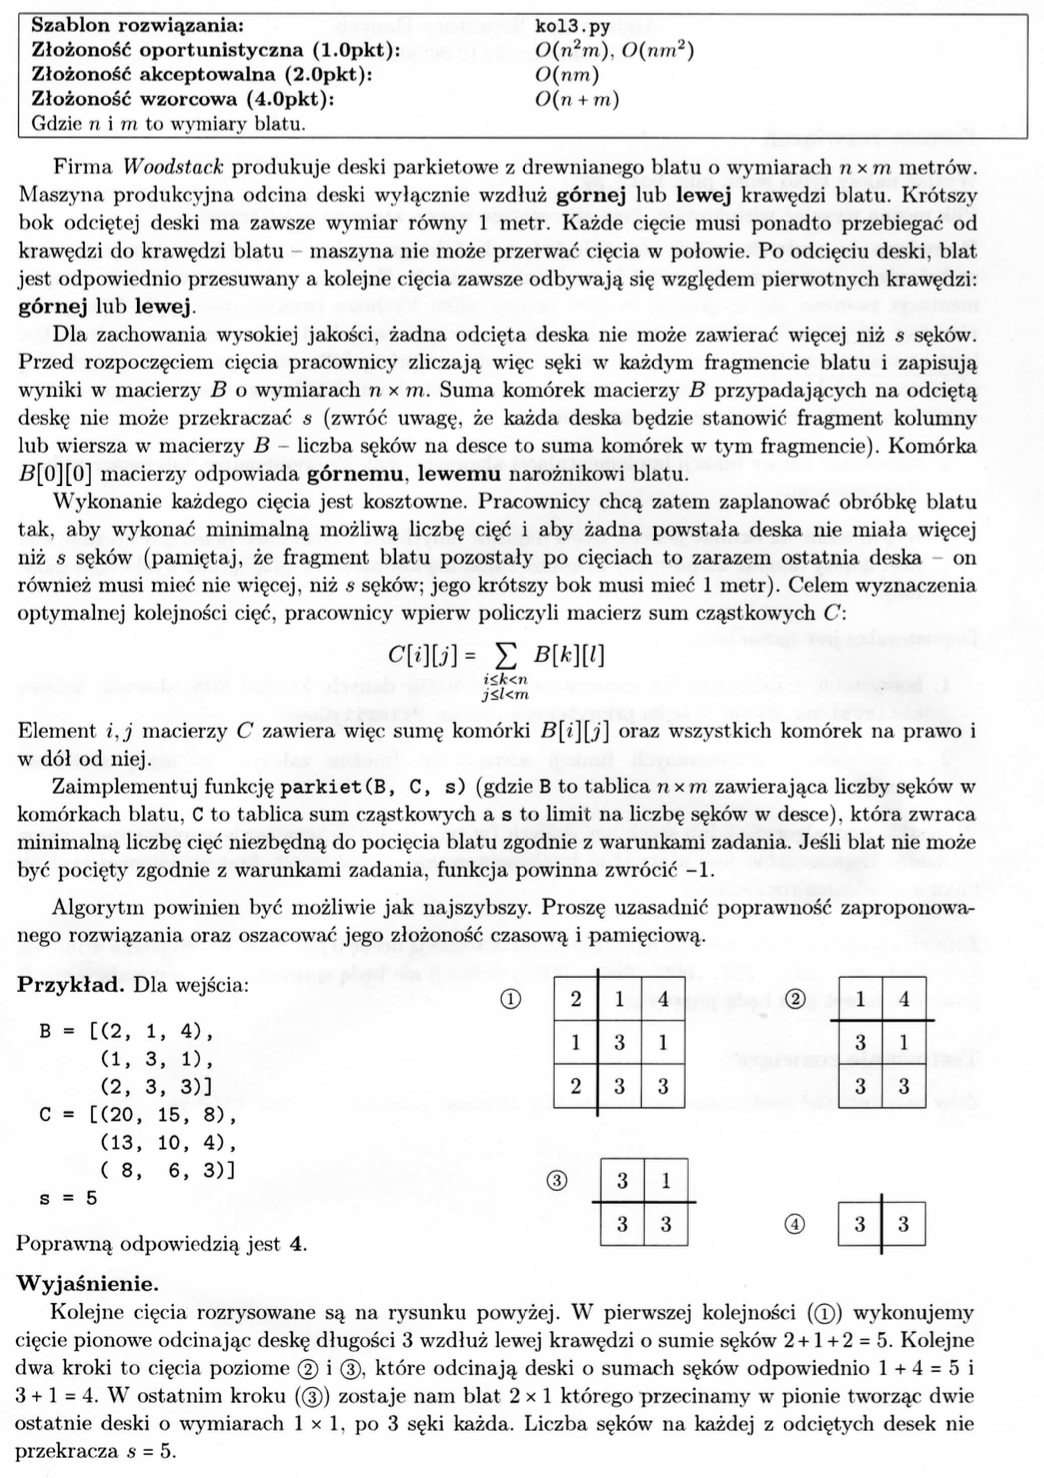 Szablon rozwiązania: kol3.py
Złożoność oportunistyczna (1.0pkt): O(n²m), O(nm²)
Złożoność akceptowalna (2.0pkt): O(nm)
Złożoność wzorcowa (4.0pkt): O(n + m)
Gdzie n i m to wymiary blatu.
Firma Woodstack produkuje deski parkietowe z drewnianego blatu o wymiarach n × m metrów.
Maszyna produkcyjna odcina deski wyłącznie wzdłuż górnej lub lewej krawędzi blatu. Krótszy
bok odciętej deski ma zawsze wymiar równy 1 metr. Każde cięcie musi ponadto przebiegać od
krawędzi do krawędzi blatu – maszyna nie może przerwać cięcia w połowie. Po odcięciu deski, blat
jest odpowiednio przesuwany a kolejne cięcia zawsze odbywają się względem pierwotnych krawędzi:
górnej lub lewej.
Dla zachowania wysokiej jakości, żadna odcięta deska nie może zawierać więcej niż s sęków.
Przed rozpoczęciem cięcia pracownicy zliczają więc sęki w każdym fragmencie blatu i zapisują
wyniki w macierzy B o wymiarach n × m. Suma komórek macierzy B przypadających na odciętą
deskę nie może przekraczać s (zwróć uwagę, że każda deska będzie stanowić fragment kolumny
lub wiersza w macierzy B – liczba sęków na desce to suma komórek w tym fragmencie). Komórka
B[0][0] macierzy odpowiada górnemu, lewemu narożnikowi blatu.
Wykonanie każdego cięcia jest kosztowne. Pracownicy chcą zatem zaplanować obróbkę blatu
tak, aby wykonać minimalną możliwą liczbę cięć i aby żadna powstała deska nie miała więcej
niż s sęków (pamiętaj, że fragment blatu pozostały po cięciach to zarazem ostatnia deska – on
również musi mieć nie więcej, niż s sęków; jego krótszy bok musi mieć 1 metr). Celem wyznaczenia
optymalnej kolejności cięć, pracownicy wpierw policzyli macierz sum cząstkowych C:
C[i][j] = ∑ B[k][l]
i≤k<n
j≤l<m
Element i, j macierzy C zawiera więc sumę komórki B[i][j] oraz wszystkich komórek na prawo i
w dół od niej.
Zaimplementuj funkcję parkiet(B, C, s) (gdzie B to tablica n×m zawierająca liczby sęków w
komórkach blatu, C to tablica sum cząstkowych a s to limit na liczbę sęków w desce), która zwraca
minimalną liczbę cięć niezbędną do pocięcia blatu zgodnie z warunkami zadania. Jeśli blat nie może
być pocięty zgodnie z warunkami zadania, funkcja powinna zwrócić -1.
Algorytm powinien być możliwie jak najszybszy. Proszę uzasadnić poprawność zaproponowa-
nego rozwiązania oraz oszacować jego złożoność czasową i pamięciową.
Przykład. Dla wejścia:
B = [(2, 1, 4),
(1, 3, 1),
(2, 3, 3)]
C = [(20, 15, 8),
(13, 10, 4),
( 8, 6, 3)]
s = 5
Poprawną odpowiedzią jest 4.
① 2 1 4
1 3 1
2 3 3
② 1 4
3 1
3 3
③ 3 1
3 3
④ 3 3
Wyjaśnienie.
Kolejne cięcia rozrysowane są na rysunku powyżej. W pierwszej kolejności (①) wykonujemy
cięcie pionowe odcinając deskę długości 3 wzdłuż lewej krawędzi o sumie sęków 2+1+2 = 5. Kolejne
dwa kroki to cięcia poziome ② i ③, które odcinają deski o sumach sęków odpowiednio 1 + 4 = 5 i
3 + 1 = 4. W ostatnim kroku (③) zostaje nam blat 2 × 1 którego przecinamy w pionie tworząc dwie
ostatnie deski o wymiarach 1 × 1, po 3 sęki każda. Liczba sęków na każdej z odciętych desek nie
przekracza s = 5.